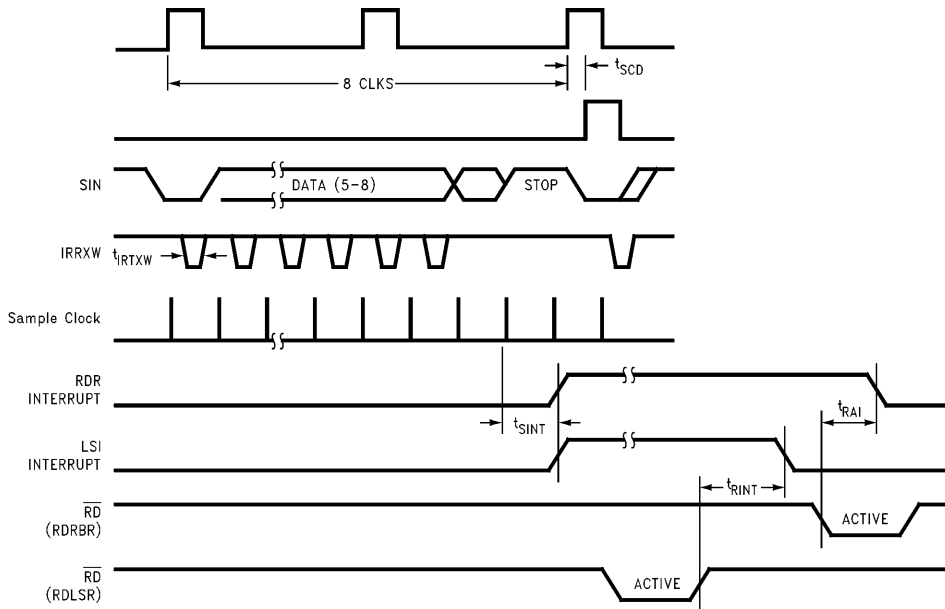 tSCD
8 CLKS
SIN
DATA (5-8)
STOP
IRRXW
tIRTXW
Sample Clock
RDR
INTERRUPT
tSINT
tRAI
LSI
INTERRUPT
tRINT
RD
(RDRBR)
ACTIVE
RD
(RDLSR)
ACTIVE